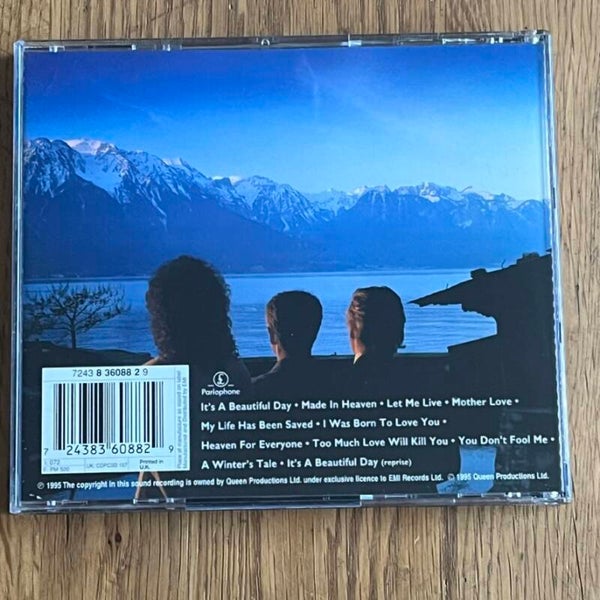 7243 8 36088 2 9
7 24383 60882 9
UK: CDPCSD 167
Printed in
U.K.
Parlophone
It's A Beautiful Day • Made In Heaven • Let Me Live • Mother Love •
My Life Has Been Saved • I Was Born To Love You •
Heaven For Everyone • Too Much Love Will Kill You • You Don't Fool Me •
A Winter's Tale • It's A Beautiful Day (reprise)
℗ 1995 The copyright in this sound recording is owned by Queen Productions Ltd. under exclusive licence to EMI Records Ltd. © 1995 Queen Productions Ltd.